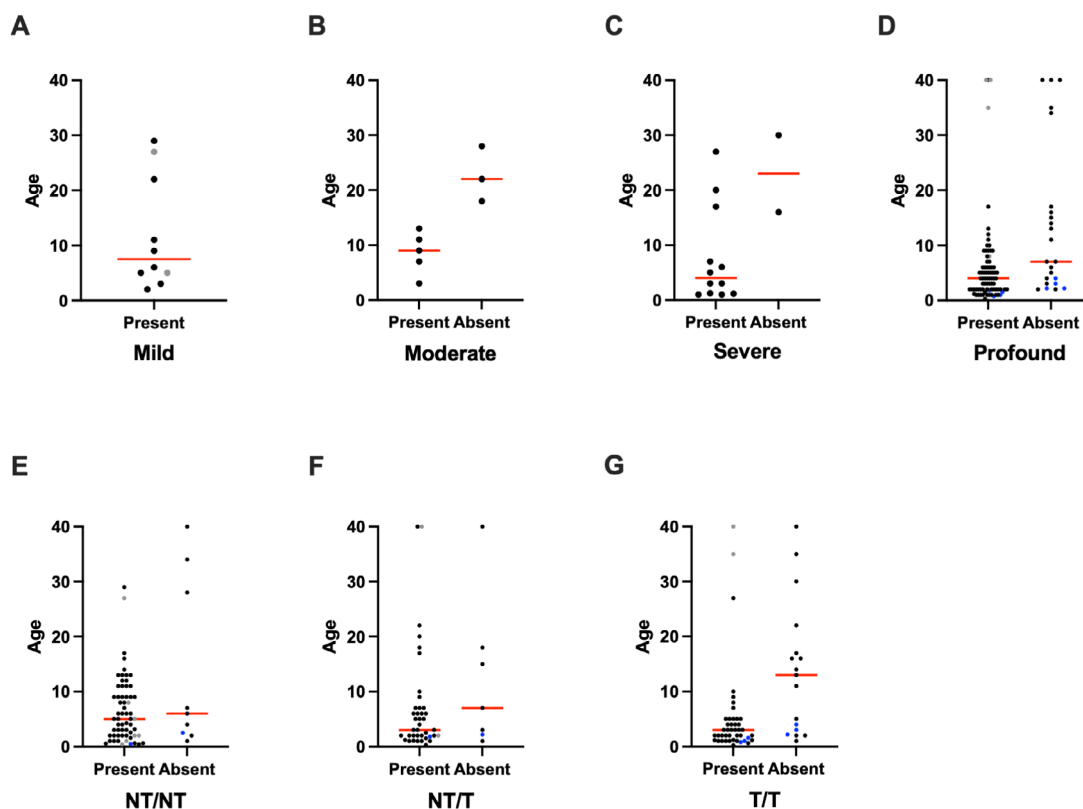 A
B
C
D
40
30
20
10
0
Age
Present
Mild
40
30
20
10
0
Age
Present Absent
Moderate
40
30
20
10
0
Age
Present Absent
Severe
40
30
20
10
0
Age
Present Absent
Profound
E
F
G
40
30
20
10
0
Age
Present Absent
NT/NT
40
30
20
10
0
Age
Present Absent
NT/T
40
30
20
10
0
Age
Present Absent
T/T